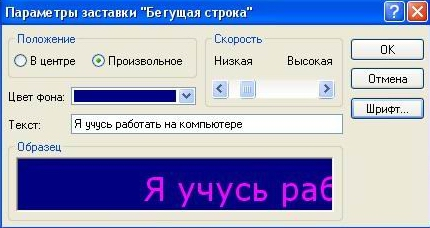 Параметры заставки "Бегущая строка"
Положение
В центре
Произвольное
Скорость
Низкая
Высокая
OK
Отмена
Шрифт...
Цвет фона:
Текст:
Я учусь работать на компьютере
Образец
Я учусь раб